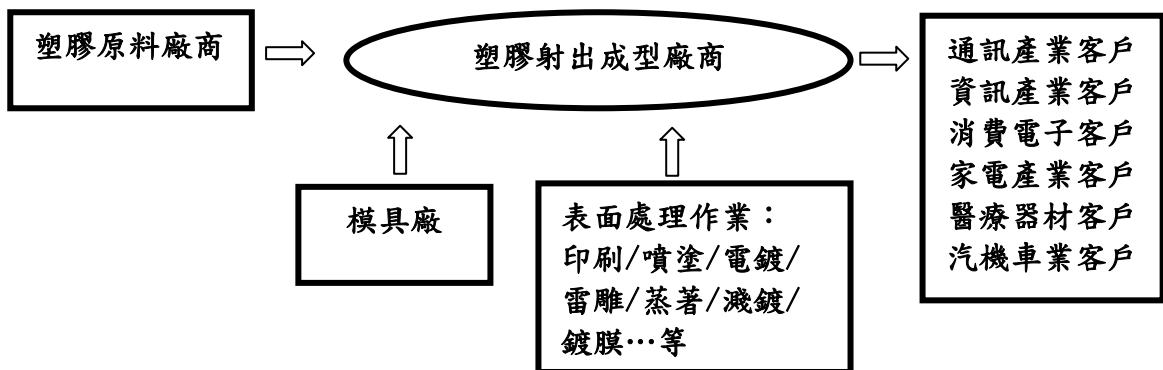 塑膠原料廠商
塑膠射出成型廠商
通訊產業客戶
資訊產業客戶
消費電子客戶
家電產業客戶
醫療器材客戶
汽機車業客戶
模具廠
表面處理作業：
印刷/噴塗/電鍍/
雷雕/蒸著/濺鍍/
鍍膜…等